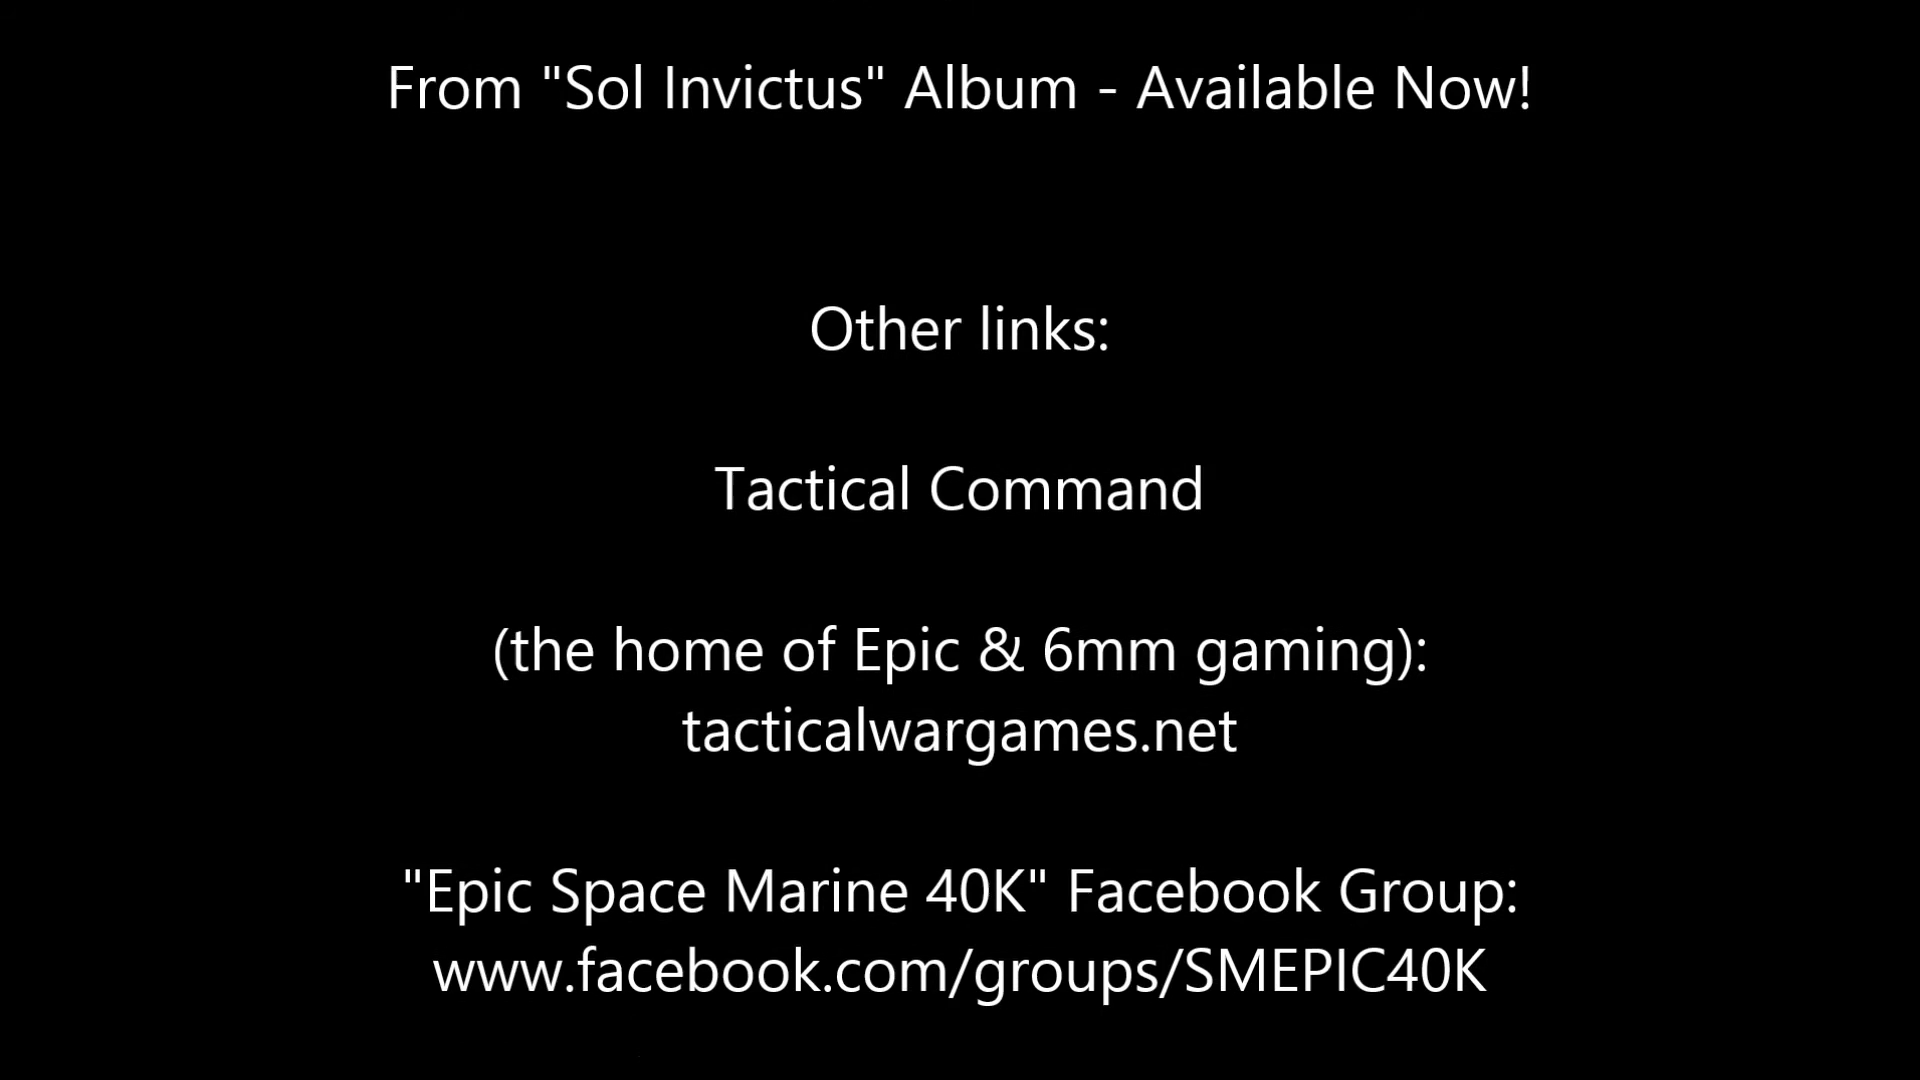 From "Sol Invictus" Album - Available Now!
Other links:
Tactical Command
(the home of Epic & 6mm gaming):
tacticalwargames.net
"Epic Space Marine 40K" Facebook Group:
www.facebook.com/groups/SMEPIC40K